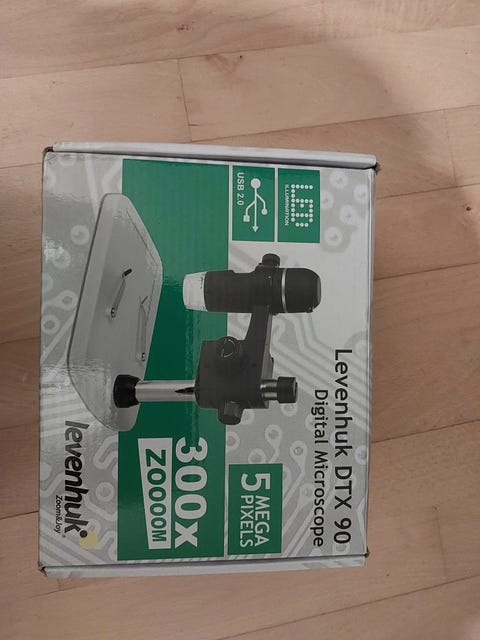 Levenhuk DTX 90
Digital Microscope
LED
ILLUMINATION
USB 2.0
5 MEGA
PIXELS
300x
ZOOOOM
levenhuk®
Zoom&Joy